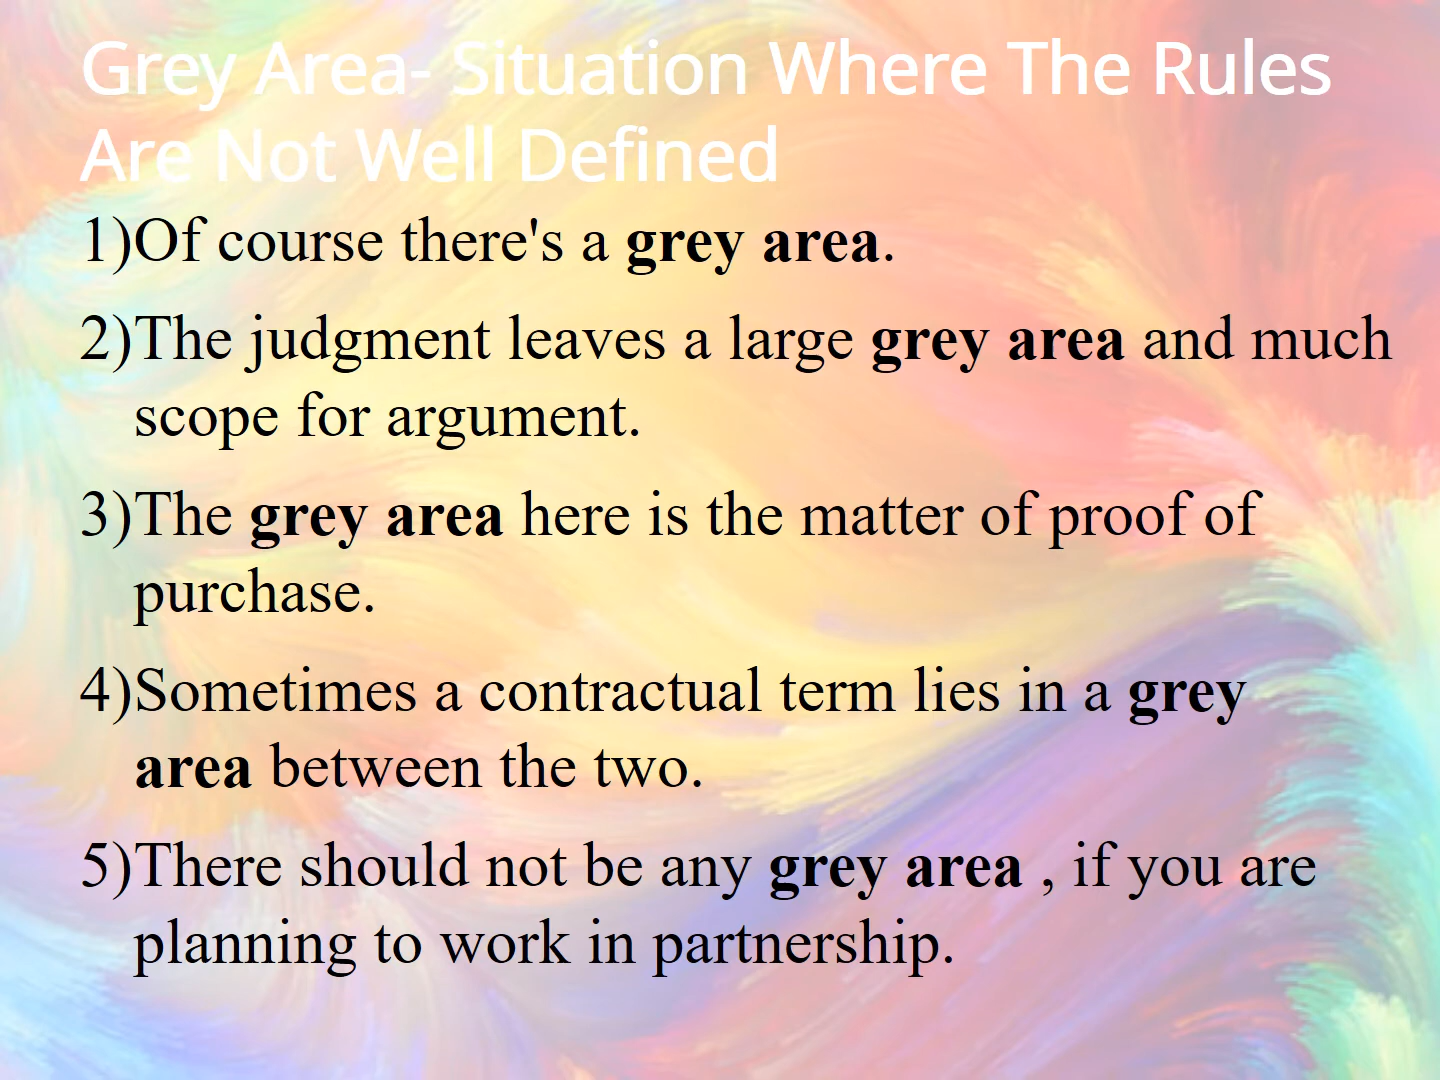 Grey Area- Situation Where The Rules
Are Not Well Defined
1)Of course there's a grey area.
2)The judgment leaves a large grey area and much
scope for argument.
3)The grey area here is the matter of proof of
purchase.
4)Sometimes a contractual term lies in a grey
area between the two.
5)There should not be any grey area , if you are
planning to work in partnership.